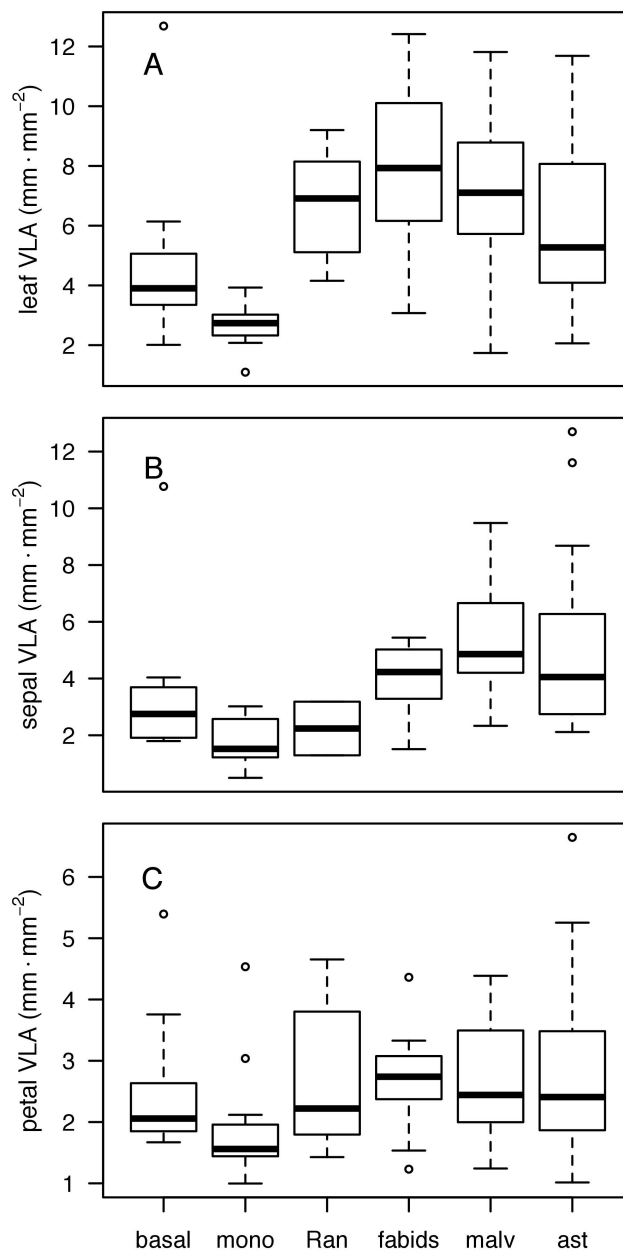 A
leaf VLA (mm · mm⁻²)
12
10
8
6
4
2
B
sepal VLA (mm · mm⁻²)
12
10
8
6
4
2
C
petal VLA (mm · mm⁻²)
6
5
4
3
2
1
basal mono Ran fabids malv ast